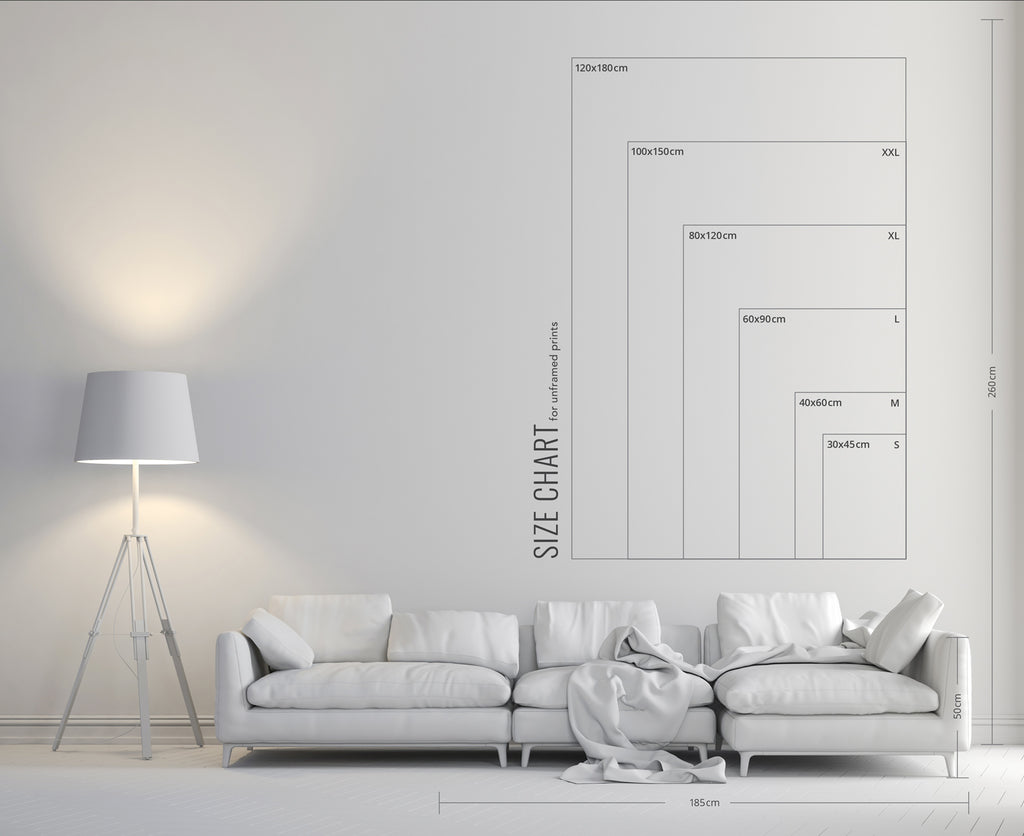 120x180cm
100x150cm XXL
80x120cm XL
60x90cm L
40x60cm M
30x45cm S
SIZE CHART for unframed prints
260cm
50cm
185cm